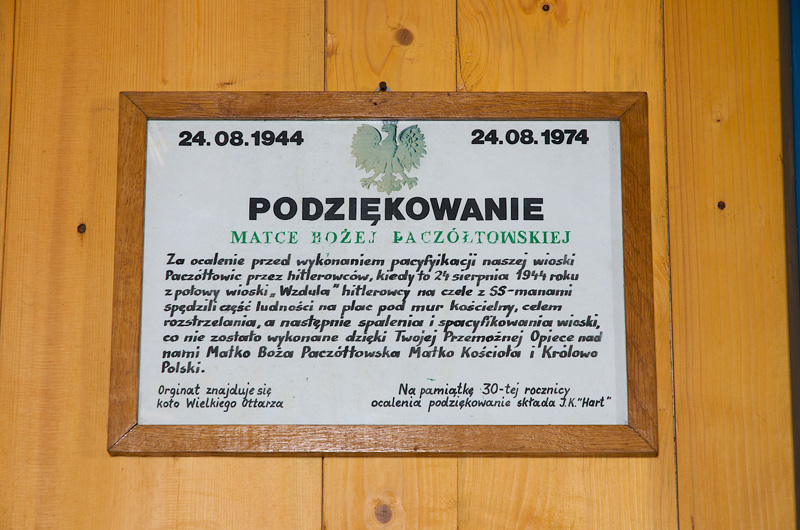 24.08.1944 24.08.1974
PODZIĘKOWANIE
MATCE BOŻEJ PACZÓŁTOWSKIEJ
Za ocalenie przed wykonaniem pacyfyikacji naszej wioski
Paczółtowic przez hitlerowców, kiedy to 24 sierpnia 1944 roku
z połowy wioski „Wzdula" hitlerowcy na czele z SS-manami
spędzili część ludności na plac pod mur Kościelny, celem
rozstrzelania, a następnie spalenia i spacyfikowania wioski,
co nie zostało wykonane dzięki Twojej Przemożnej Opiece nad
nami Matko Boża Paczółtowska Matko Kościoła i Królowo
Polski.
Orginał znajduje się
koło Wielkiego Ołtarza
Na pamiątkę 30-tej rocznicy
ocalenia podziękowanie składa J.K."Hart"